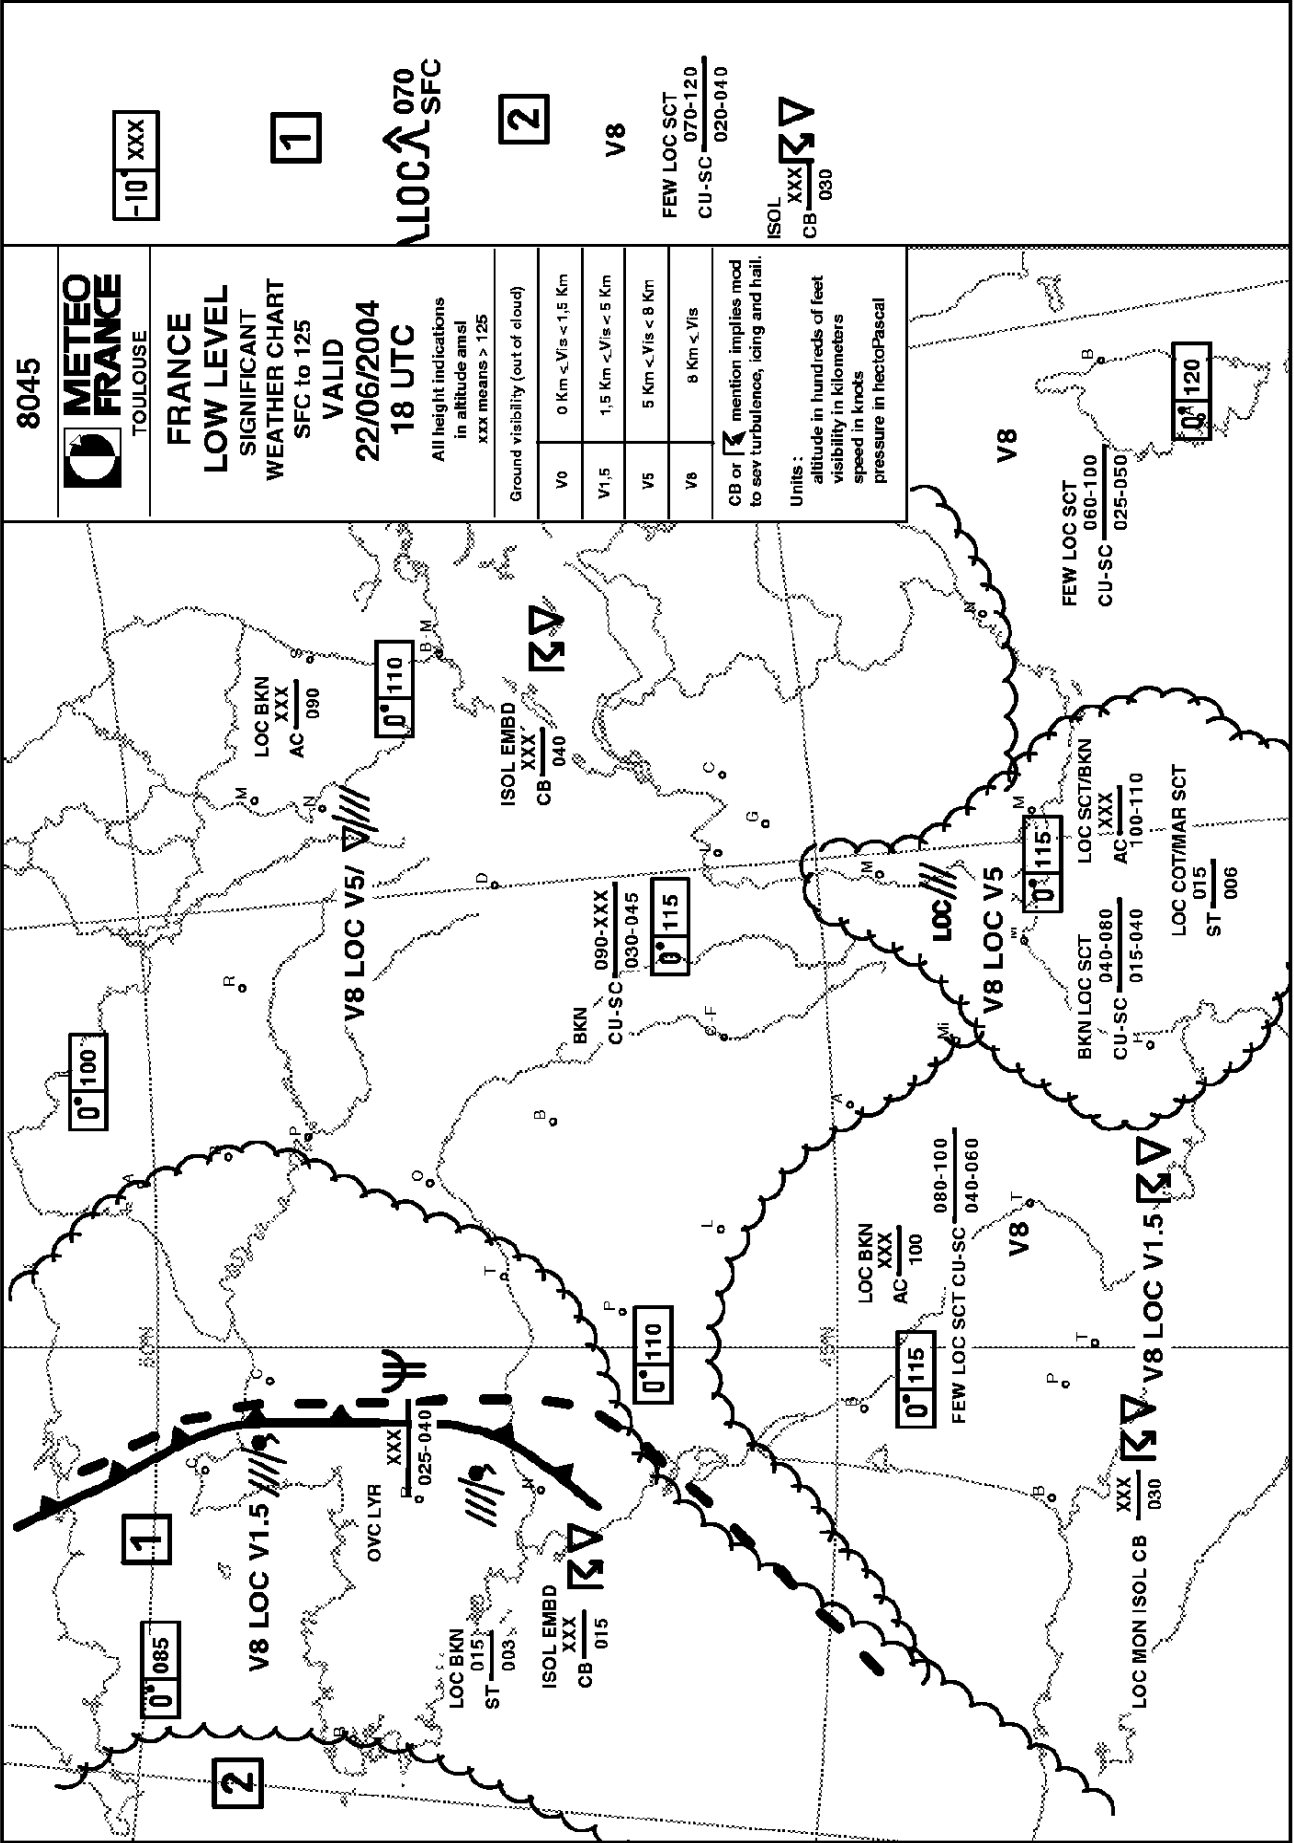 8045
METEO
FRANCE
TOULOUSE
FRANCE
LOW LEVEL
SIGNIFICANT
WEATHER CHART
SFC to 125
VALID
22/06/2004
18 UTC
All height indications
in altitude amsl
xxx means > 125
Ground visibility (out of cloud)
V0 0 Km ≤ Vis < 1,5 Km
V1,5 1,5 Km ≤ Vis < 5 Km
V5 5 Km ≤ Vis < 8 Km
V8 8 Km ≤ Vis
CB or mention implies mod
to sev turbulence, icing and hail.
Units :
altitude in hundreds of feet
visibility in kilometers
speed in knots
pressure in hectoPascal
-10° XXX
1
LOC 070
SFC
2
V8
FEW LOC SCT
070-120
CU-SC
020-040
ISOL
XXX
CB
030
0° 085
1
2
0° 100
50N
V8 LOC V1.5
OVC LYR
XXX
025-040
LOC BKN
015
ST
003
ISOL EMBD
XXX
CB
015
V8 LOC V5/
LOC BKN
XXX
AC
090
0° 110
ISOL EMBD
XXX
CB
040
BKN
090-XXX
CU-SC
030-045
0° 115
0° 110
45N
LOC BKN
XXX
AC
100
0° 115
FEW LOC SCT CU-SC
080-100
040-060
V8
LOC MON ISOL CB
XXX
030
V8 LOC V1.5
LOC
V8 LOC V5
0° 115
BKN LOC SCT
040-080
CU-SC
015-040
LOC SCT/BKN
XXX
AC
100-110
LOC COT/MAR SCT
015
ST
006
V8
FEW LOC SCT
060-100
CU-SC
025-050
0° 120
A
B
P
R
M
N
S
B-M
D
O
B
T
C
C
N
P
L
C-F
L
G
C
A
Mi
M
M
N
B
B
P
T
T
B